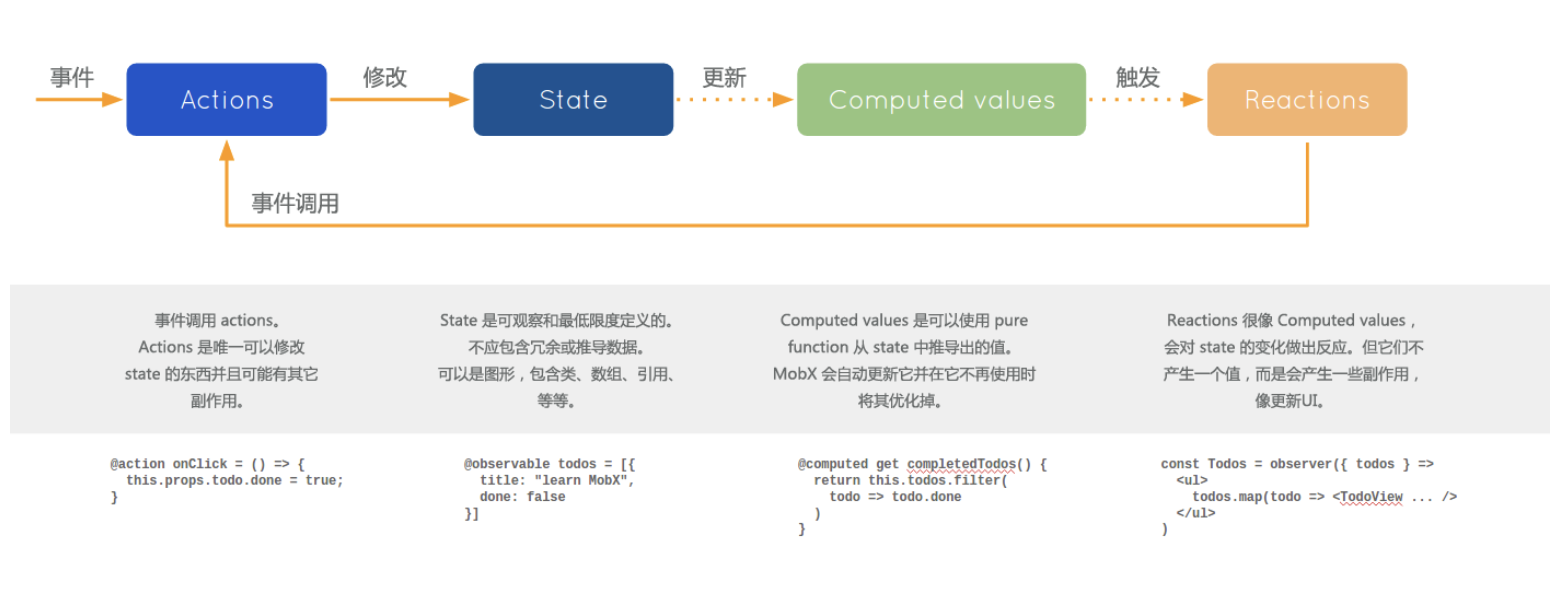 事件
Actions
修改
State
更新
Computed values
触发
Reactions
事件调用
事件调用 actions。
Actions 是唯一可以修改
state 的东西并且可能有其它
副作用。
State 是可观察和最低限度定义的。
不应包含冗余或推导数据。
可以是图形，包含类、数组、引用、
等等。
Computed values 是可以使用 pure
function 从 state 中推导出的值。
MobX 会自动更新它并在它不再使用时
将其优化掉。
Reactions 很像 Computed values，
会对 state 的变化做出反应。但它们不
产生一个值，而是会产生一些副作用，
像更新UI。
@action onClick = () => {
  this.props.todo.done = true;
}
@observable todos = [{
  title: "learn MobX",
  done: false
}]
@computed get completedTodos() {
  return this.todos.filter(
    todo => todo.done
  )
}
const Todos = observer({ todos } =>
  <ul>
    todos.map(todo => <TodoView ... />
  </ul>
)